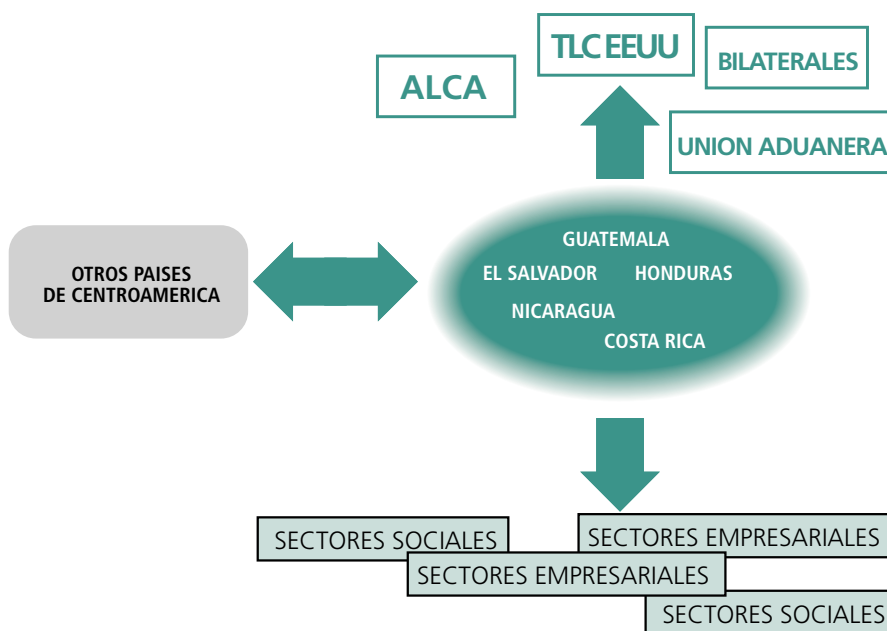 TLC EEUU
BILATERALES
ALCA
UNION ADUANERA
OTROS PAISES
DE CENTROAMERICA
GUATEMALA
EL SALVADOR HONDURAS
NICARAGUA
COSTA RICA
SECTORES SOCIALES
SECTORES EMPRESARIALES
SECTORES EMPRESARIALES
SECTORES SOCIALES